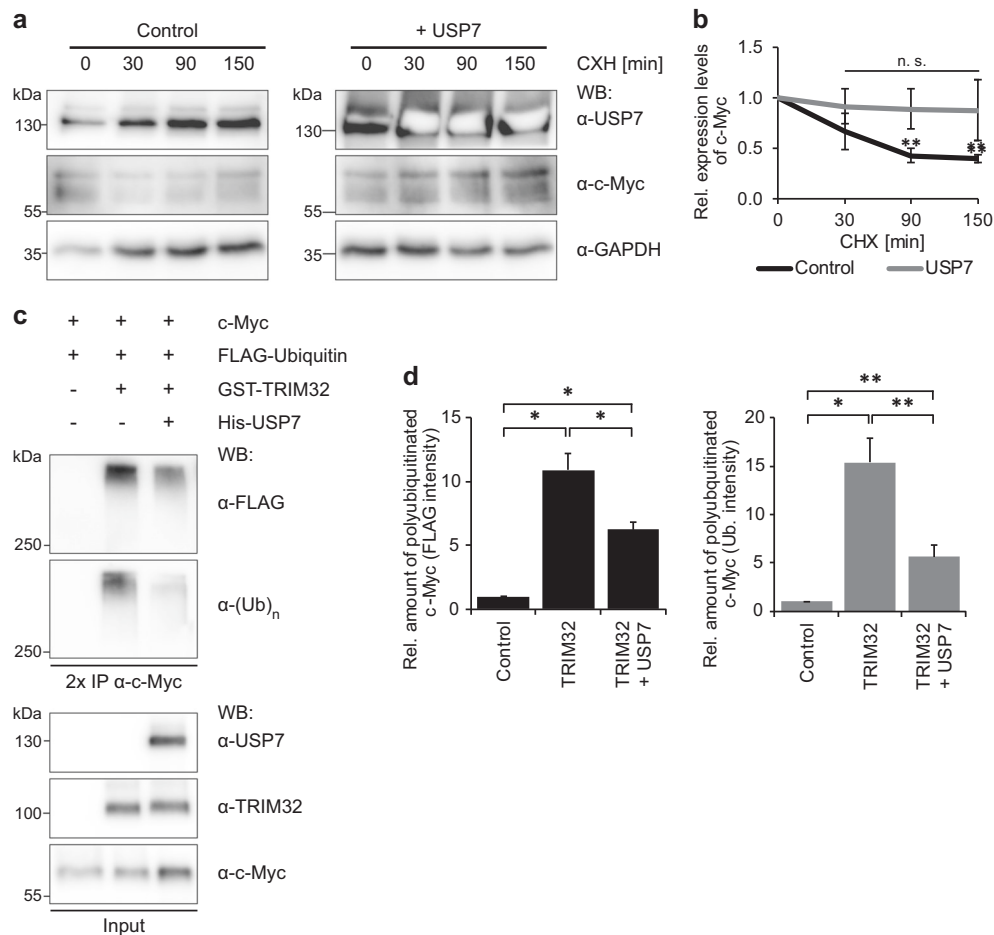 a
Control
+ USP7
0 30 90 150
0 30 90 150
CXH [min]
kDa
kDa
WB:
130
130
α-USP7
α-c-Myc
55
55
35
35
α-GAPDH
b
Rel. expression levels
of c-Myc
1.5
1.0
0.5
0.0
n. s.
**
**
0 30 90 150
CHX [min]
Control USP7
c
+ + + c-Myc
+ + + FLAG-Ubiquitin
- + + GST-TRIM32
- - + His-USP7
kDa
WB:
α-FLAG
250
α-(Ub)n
250
2x IP α-c-Myc
kDa
WB:
130
α-USP7
100
α-TRIM32
α-c-Myc
55
Input
d
Rel. amount of polyubquitinated
c-Myc (FLAG intensity)
15
10
5
0
*
* *
Control
TRIM32
TRIM32
+ USP7
Rel. amount of polyubquitinated
c-Myc (Ub. intensity)
20
15
10
5
0
**
* **
Control
TRIM32
TRIM32
+ USP7